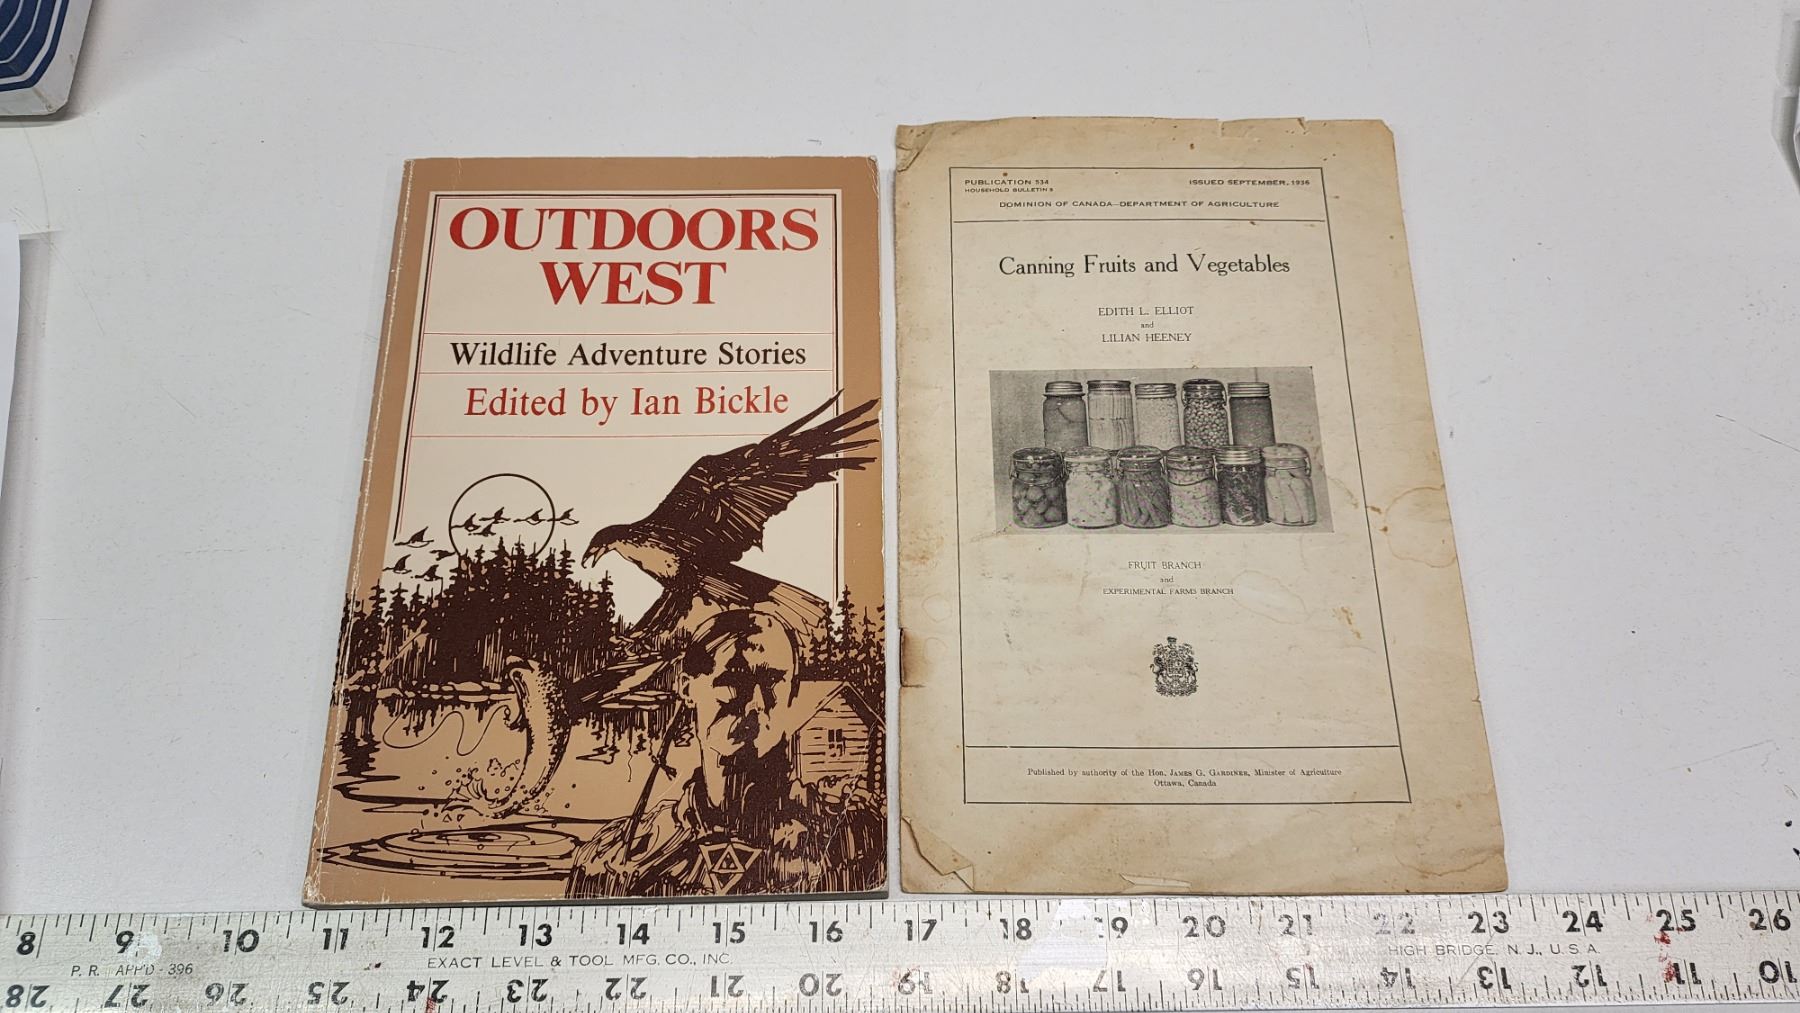 OUTDOORS
WEST
Wildlife Adventure Stories
Edited by Ian Bickle
PUBLICATION 534
HOUSEHOLD BULLETIN 9
ISSUED SEPTEMBER, 1936
DOMINION OF CANADA—DEPARTMENT OF AGRICULTURE
Canning Fruits and Vegetables
EDITH L. ELLIOT
and
LILIAN HEENEY
FRUIT BRANCH
and
EXPERIMENTAL FARMS BRANCH
Published by authority of the Hon. JAMES G. GARDINER, Minister of Agriculture
Ottawa, Canada
8 9 10 11 12 13 14 15 16 17 18 19 20 21 22 23 24 25 26
P. R. APP'D - 396
EXACT LEVEL & TOOL MFG. CO., INC.
HIGH BRIDGE, N. J., U. S. A.
28 27 26 25 24 23 22 21 20 19 18 17 16 15 14 13 12 11 10